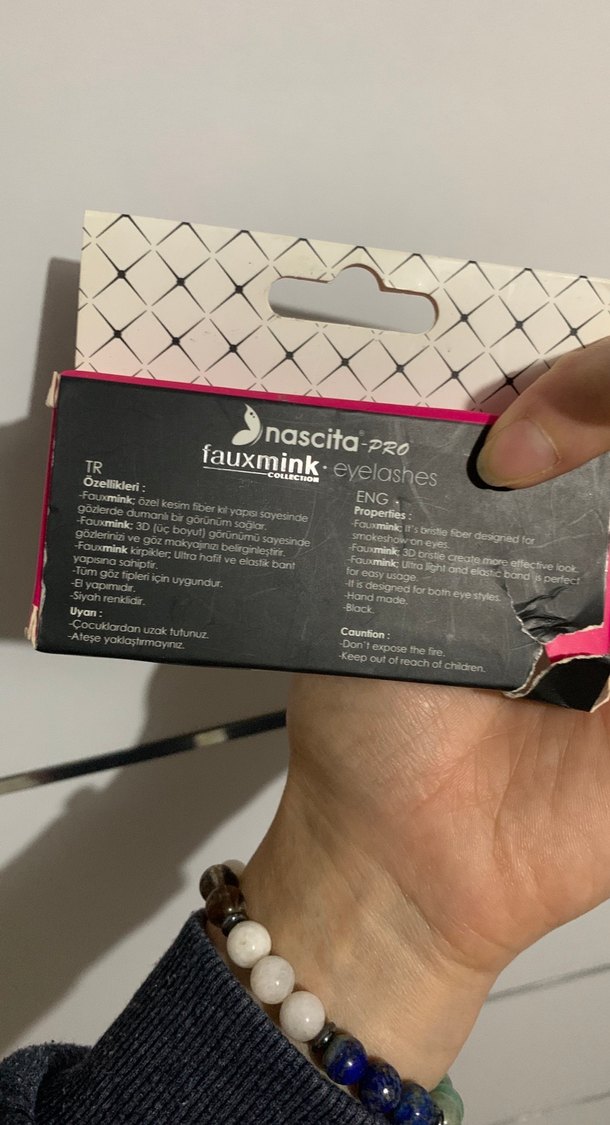 nascita®-PRO
fauxmink · eyelashes
COLLECTION
TR
Özellikleri :
-Fauxmink; özel kesim fiber kıl yapısı sayesinde
gözlerde dumanlı bir görünüm sağlar.
-Fauxmink; 3D (üç boyut) görünümü sayesinde
gözlerinizi ve göz makyajınızı belirginleştirir.
-Fauxmink kirpikler; Ultra hafif ve elastik bant
yapısına sahiptir.
-Tüm göz tipleri için uygundur.
-El yapımıdır.
-Siyah renklidir.
Uyarı :
-Çocuklardan uzak tutunuz.
-Ateşe yaklaştırmayınız.
ENG
Properties :
-Fauxmink; It's bristle fiber designed for
smokeshow on eyes.
-Fauxmink; 3D bristle create more effective look.
-Fauxmink; Ultra light and elastic band is perfect
for easy usage.
-It is designed for both eye styles.
-Hand made.
-Black.
Cauntion :
-Don't expose the fire.
-Keep out of reach of children.